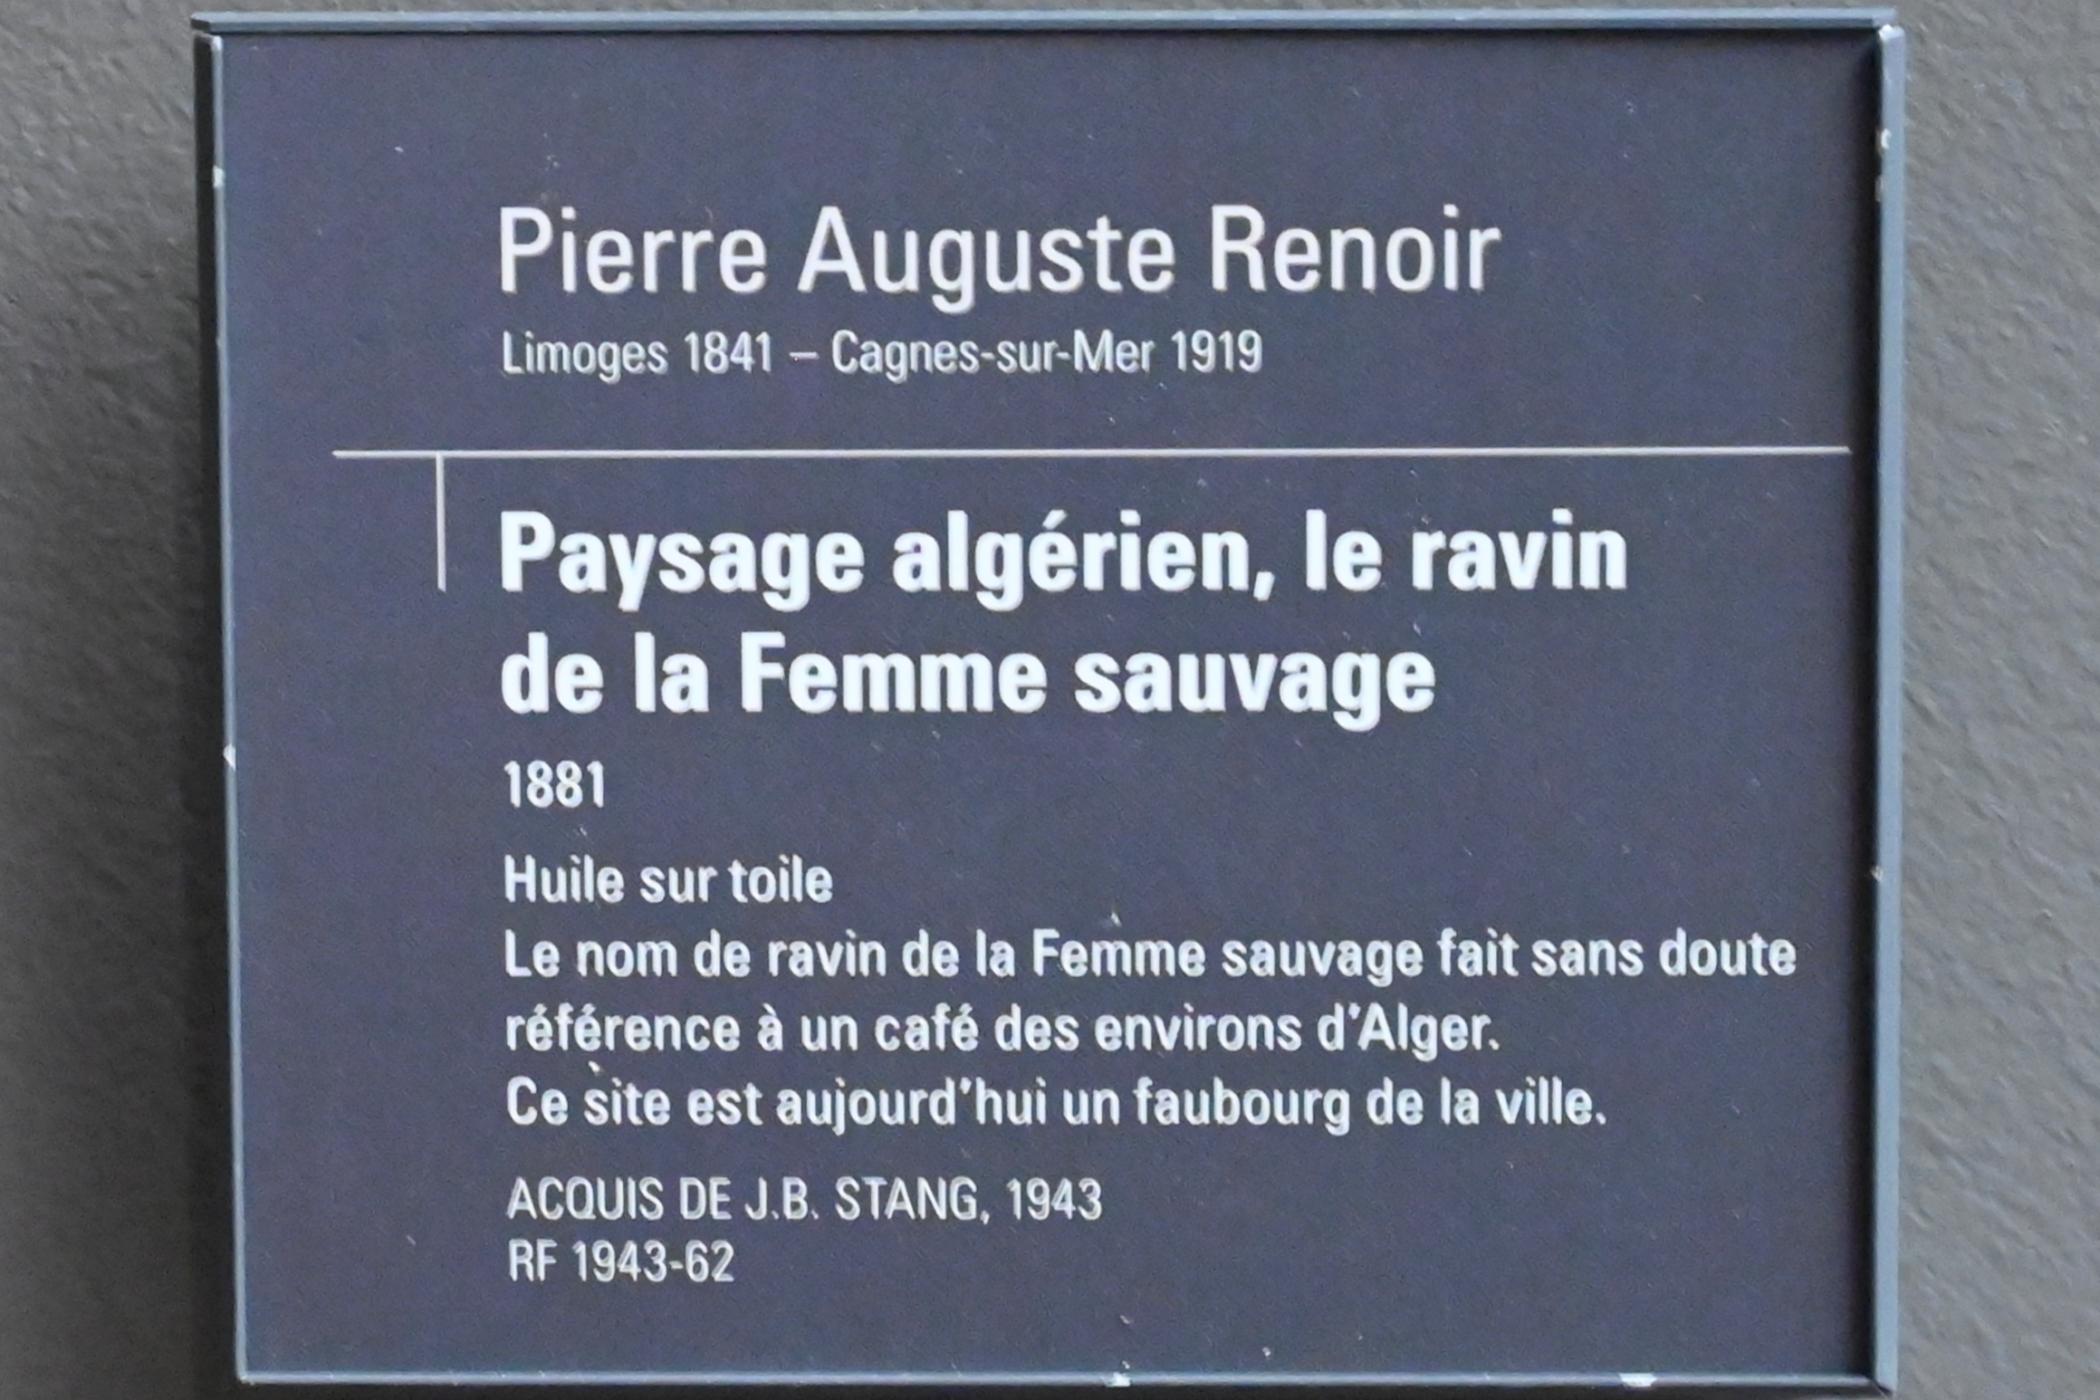 Pierre Auguste Renoir
Limoges 1841 – Cagnes-sur-Mer 1919
Paysage algérien, le ravin
de la Femme sauvage
1881
Huile sur toile
Le nom de ravin de la Femme sauvage fait sans doute
référence à un café des environs d'Alger.
Ce site est aujourd'hui un faubourg de la ville.
ACQUIS DE J.B. STANG, 1943
RF 1943-62